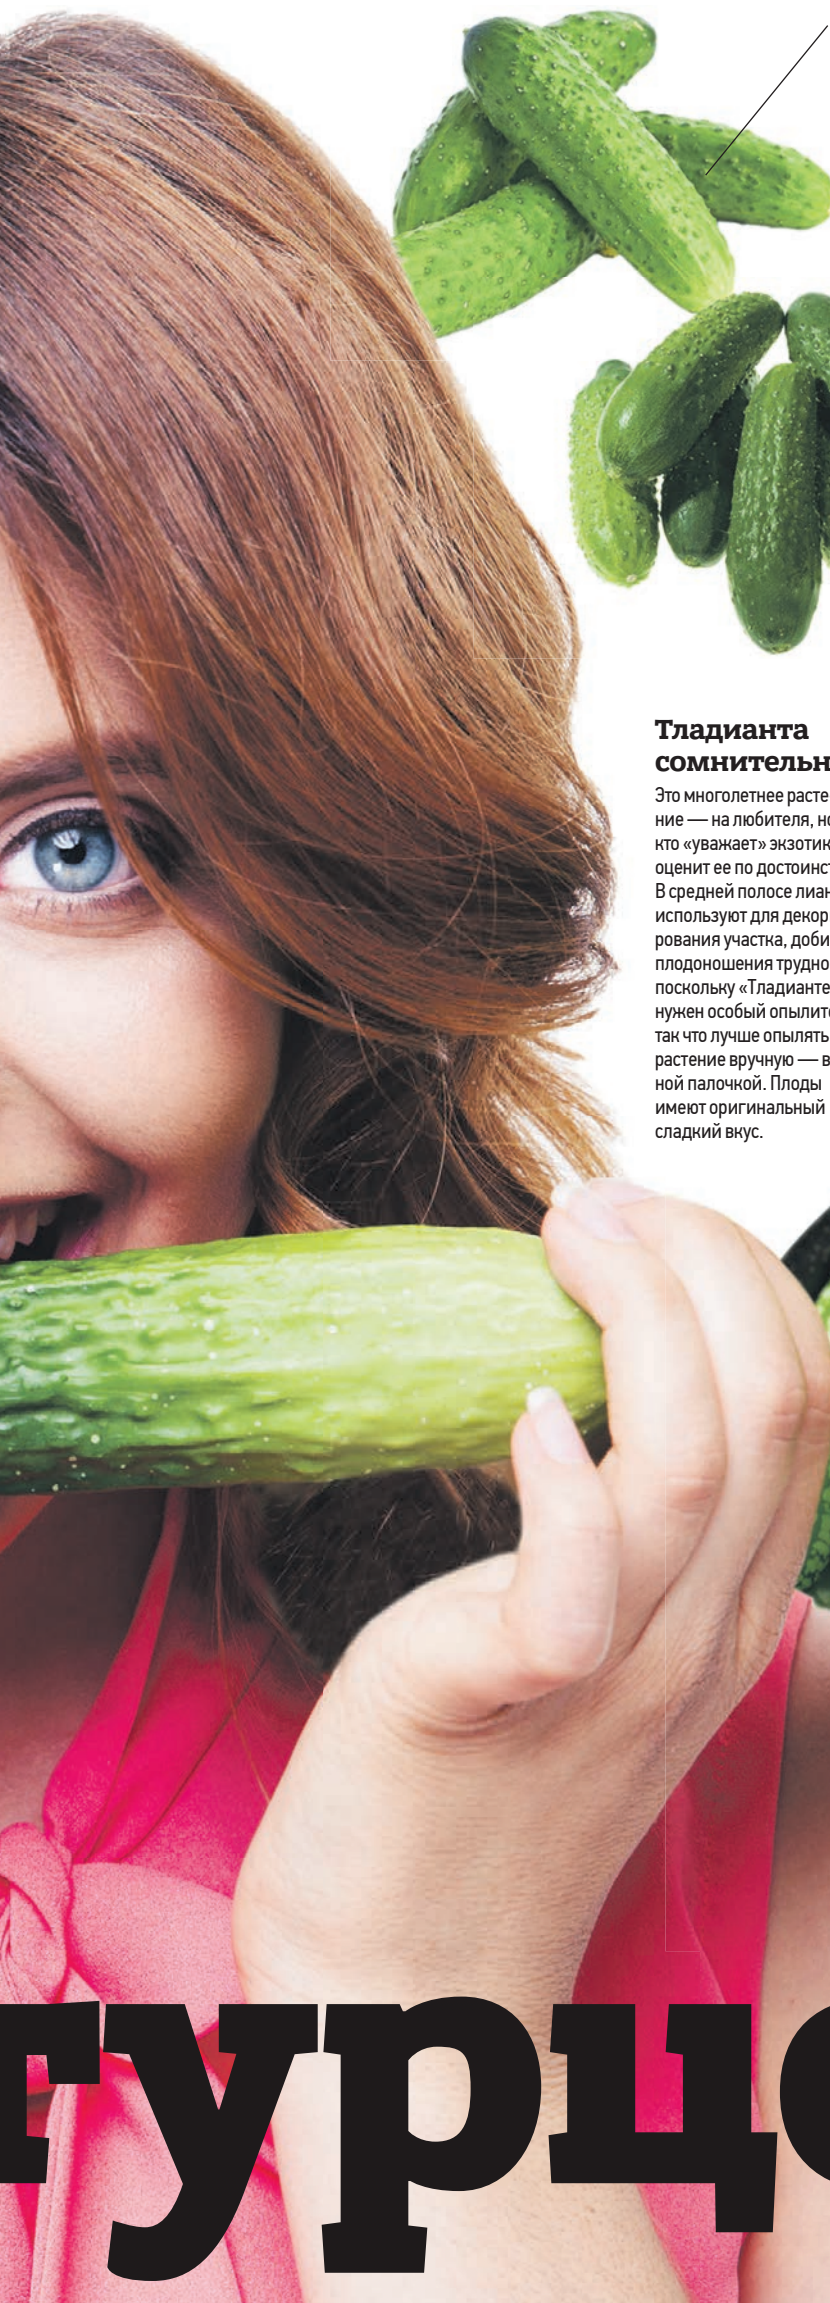 Тладианта
сомнительн
Это многолетнее расте
ние — на любителя, но
кто «уважает» экзотик
оценит ее по достоинст
В средней полосе лиан
используют для декор
рования участка, доби
плодоношения трудно
поскольку «Тладианте
нужен особый опылите
так что лучше опылять
растение вручную — в
ной палочкой. Плоды
имеют оригинальный
сладкий вкус.
гурц